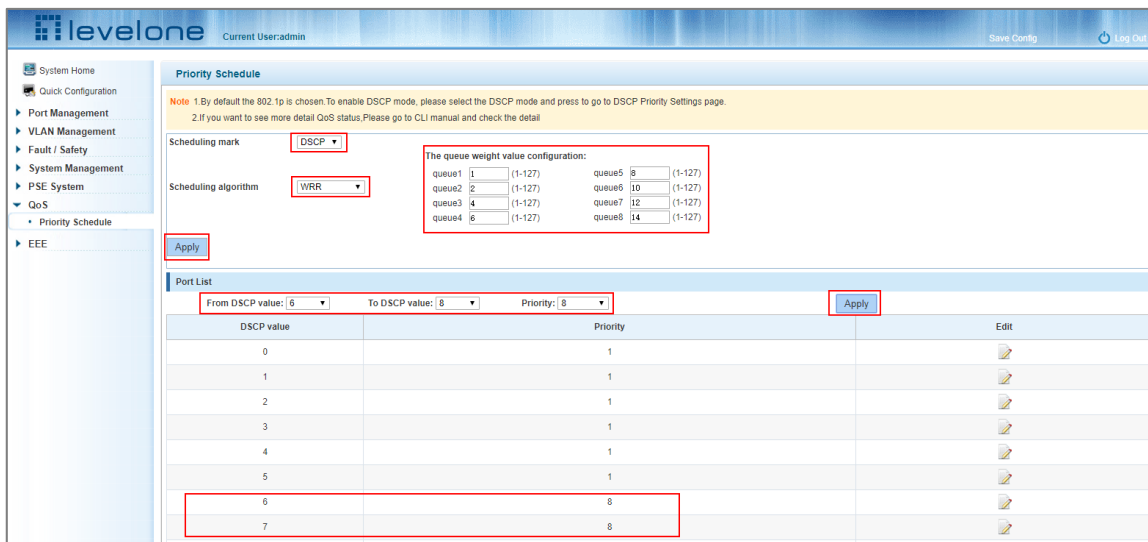 levelone Current User:admin Save Config Log Out
System Home
Quick Configuration
Port Management
VLAN Management
Fault / Safety
System Management
PSE System
QoS
Priority Schedule
EEE
Priority Schedule
Note 1.By default the 802.1p is chosen.To enable DSCP mode, please select the DSCP mode and press to go to DSCP Priority Settings page.
2.If you want to see more detail QoS status,Please go to CLI manual and check the detail
Scheduling mark DSCP
Scheduling algorithm WRR
The queue weight value configuration:
queue1 1 (1-127) queue5 8 (1-127)
queue2 2 (1-127) queue6 10 (1-127)
queue3 4 (1-127) queue7 12 (1-127)
queue4 6 (1-127) queue8 14 (1-127)
Apply
Port List
From DSCP value: 6 To DSCP value: 8 Priority: 8 Apply
DSCP value Priority Edit
0 1
1 1
2 1
3 1
4 1
5 1
6 8
7 8